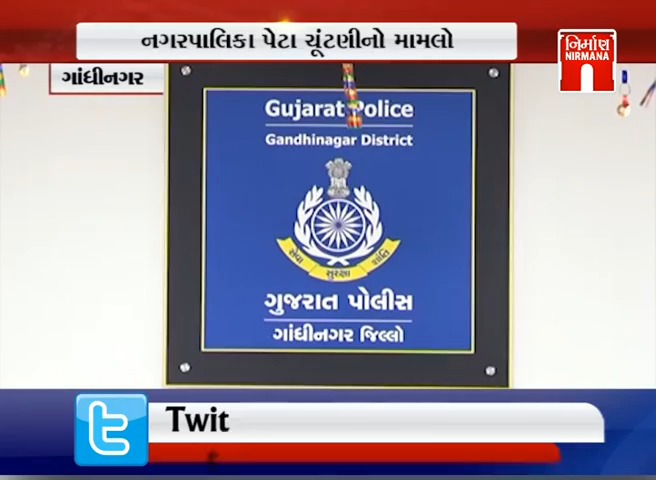 નગરપાલિકા પેટા ચૂંટણીનો મામલો
નિર્માણ
NIRMANA
ગાંધીનગર
Gujarat Police
Gandhinagar District
સેવા સુરક્ષા શાંતિ
ગુજરાત પોલીસ
ગાંધીનગર જિલ્લો
Twit